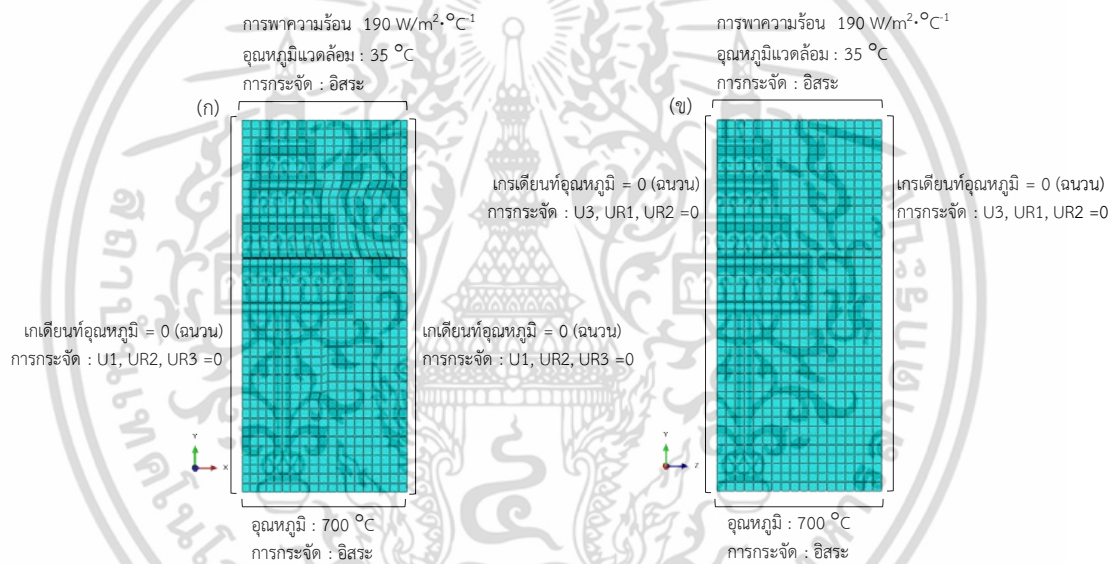 การพาความร้อน 190 W/m²·°C⁻¹
อุณหภูมิแวดล้อม : 35 °C
การกระจัด : อิสระ
(ก)
เกเดียนท์อุณหภูมิ = 0 (ฉนวน)
การกระจัด : U1, UR2, UR3 =0
เกเดียนท์อุณหภูมิ = 0 (ฉนวน)
การกระจัด : U1, UR2, UR3 =0
Y
X
อุณหภูมิ : 700 °C
การกระจัด : อิสระ
การพาความร้อน 190 W/m²·°C⁻¹
อุณหภูมิแวดล้อม : 35 °C
การกระจัด : อิสระ
(ข)
เกรเดียนท์อุณหภูมิ = 0 (ฉนวน)
การกระจัด : U3, UR1, UR2 =0
เกรเดียนท์อุณหภูมิ = 0 (ฉนวน)
การกระจัด : U3, UR1, UR2 =0
Y
Z
อุณหภูมิ : 700 °C
การกระจัด : อิสระ